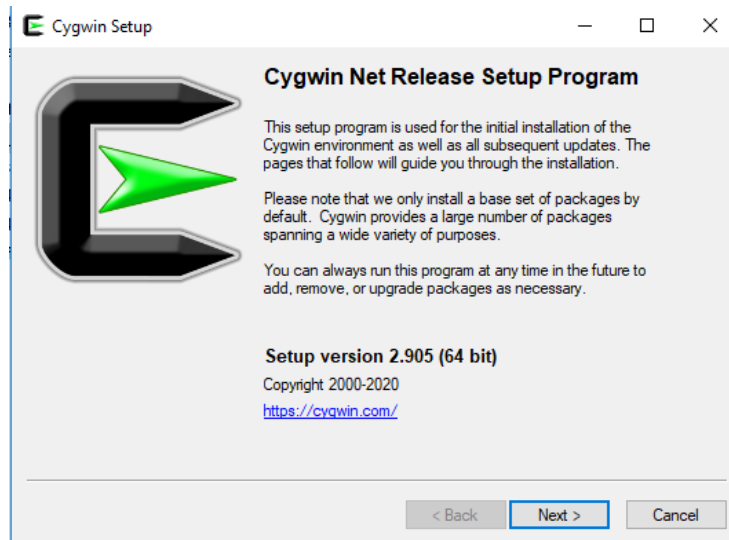 Cygwin Setup
Cygwin Net Release Setup Program
This setup program is used for the initial installation of the
Cygwin environment as well as all subsequent updates. The
pages that follow will guide you through the installation.
Please note that we only install a base set of packages by
default. Cygwin provides a large number of packages
spanning a wide variety of purposes.
You can always run this program at any time in the future to
add, remove, or upgrade packages as necessary.
Setup version 2.905 (64 bit)
Copyright 2000-2020
https://cygwin.com/
< Back Next > Cancel